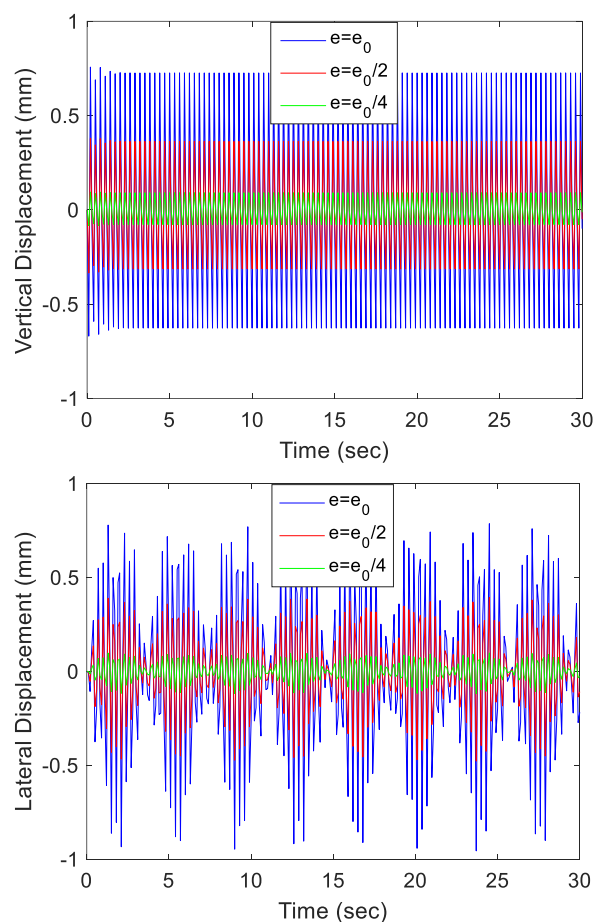 1
0.5
0
-0.5
-1
Vertical Displacement (mm)
e=e0
e=e0/2
e=e0/4
0 5 10 15 20 25 30
Time (sec)
1
0.5
0
-0.5
-1
Lateral Displacement (mm)
e=e0
e=e0/2
e=e0/4
0 5 10 15 20 25 30
Time (sec)